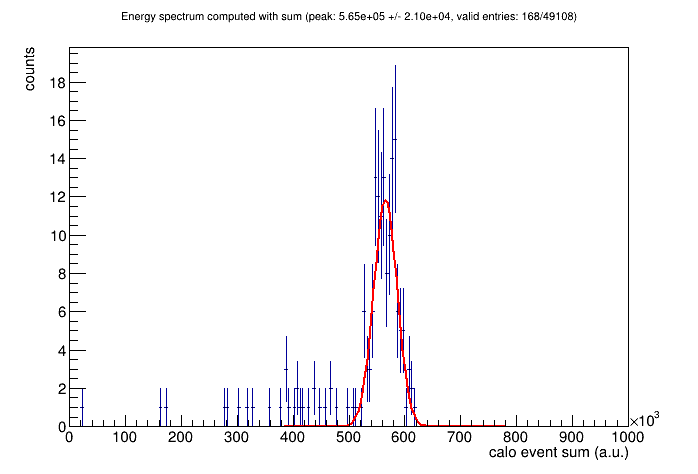 Energy spectrum computed with sum (peak: 5.65e+05 +/- 2.10e+04, valid entries: 168/49108)
counts
18
16
14
12
10
8
6
4
2
0
0 100 200 300 400 500 600 700 800 900 1000
×10³
calo event sum (a.u.)